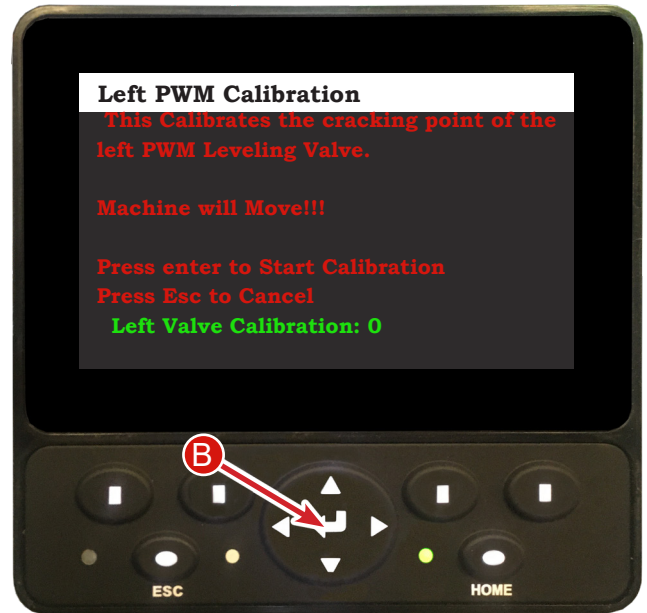 Left PWM Calibration
This Calibrates the cracking point of the
left PWM Leveling Valve.
Machine will Move!!!
Press enter to Start Calibration
Press Esc to Cancel
Left Valve Calibration: 0
B
ESC
HOME